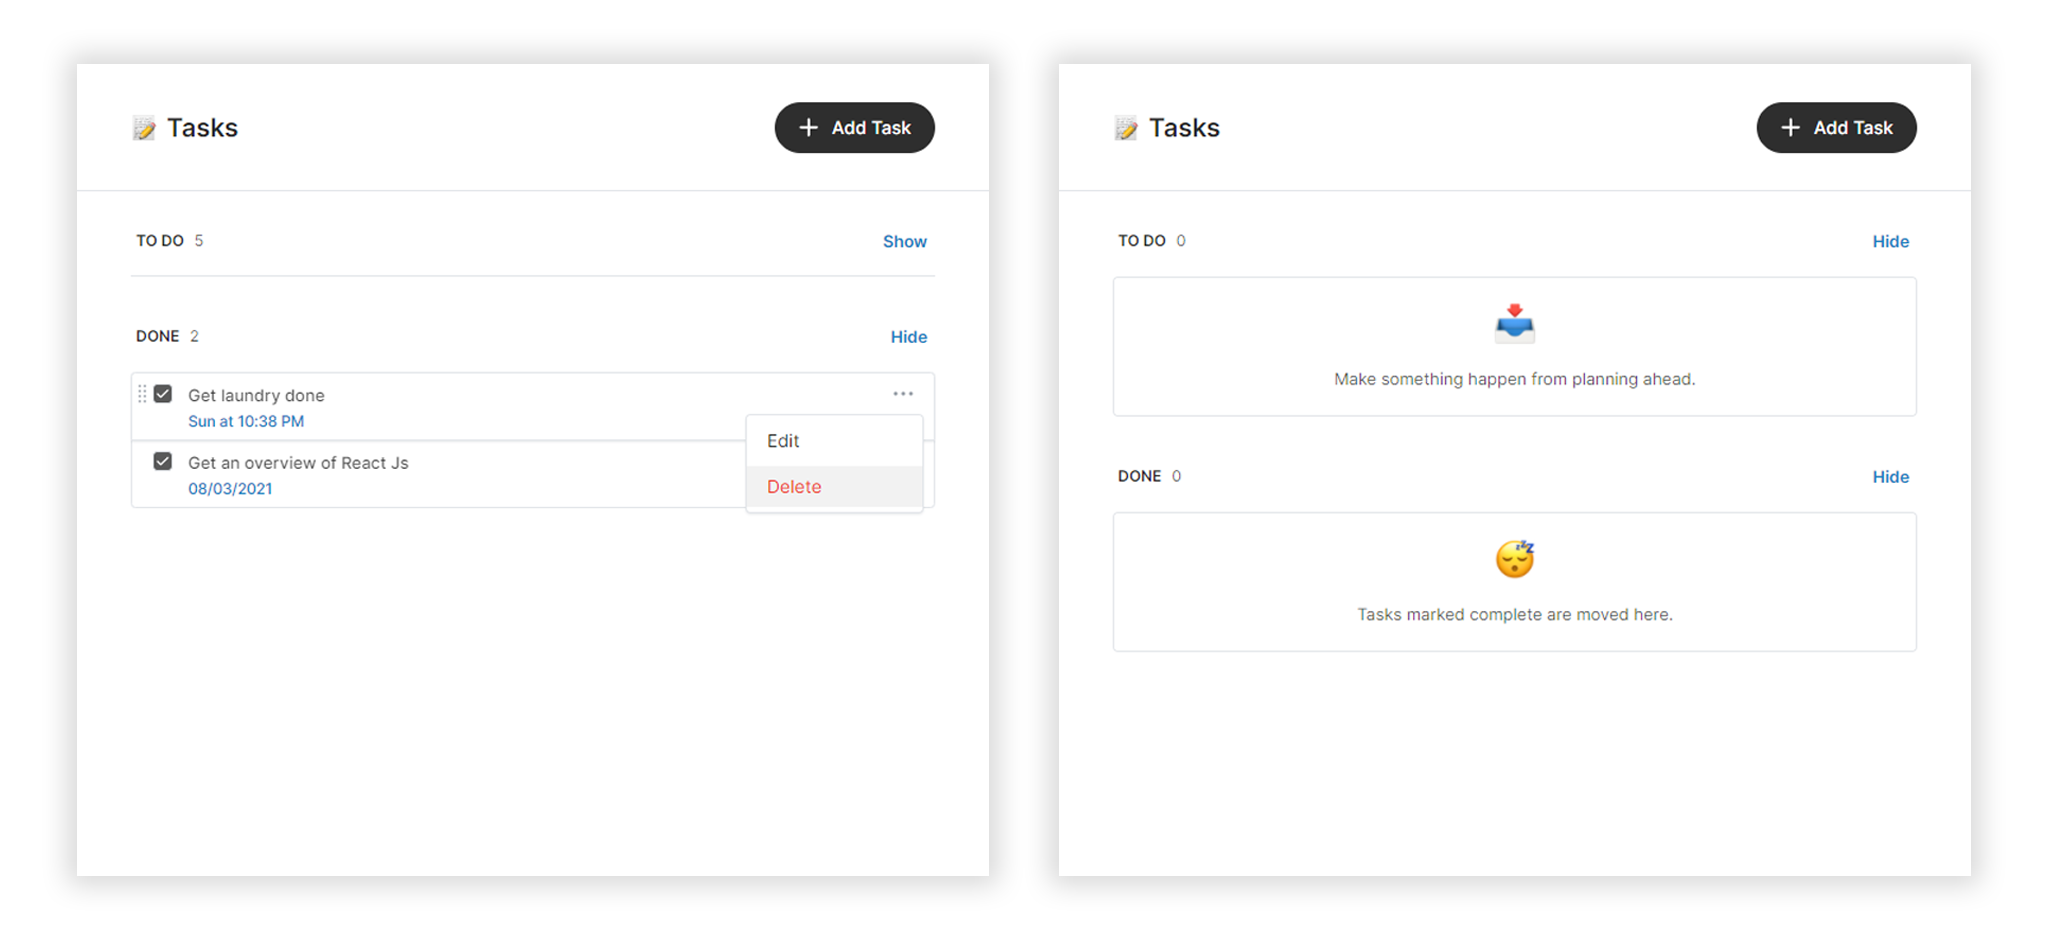 Tasks
+ Add Task
TO DO 5
Show
DONE 2
Hide
Get laundry done
Sun at 10:38 PM
Edit
Get an overview of React Js
08/03/2021
Delete
Tasks
+ Add Task
TO DO 0
Hide
Make something happen from planning ahead.
DONE 0
Hide
Tasks marked complete are moved here.